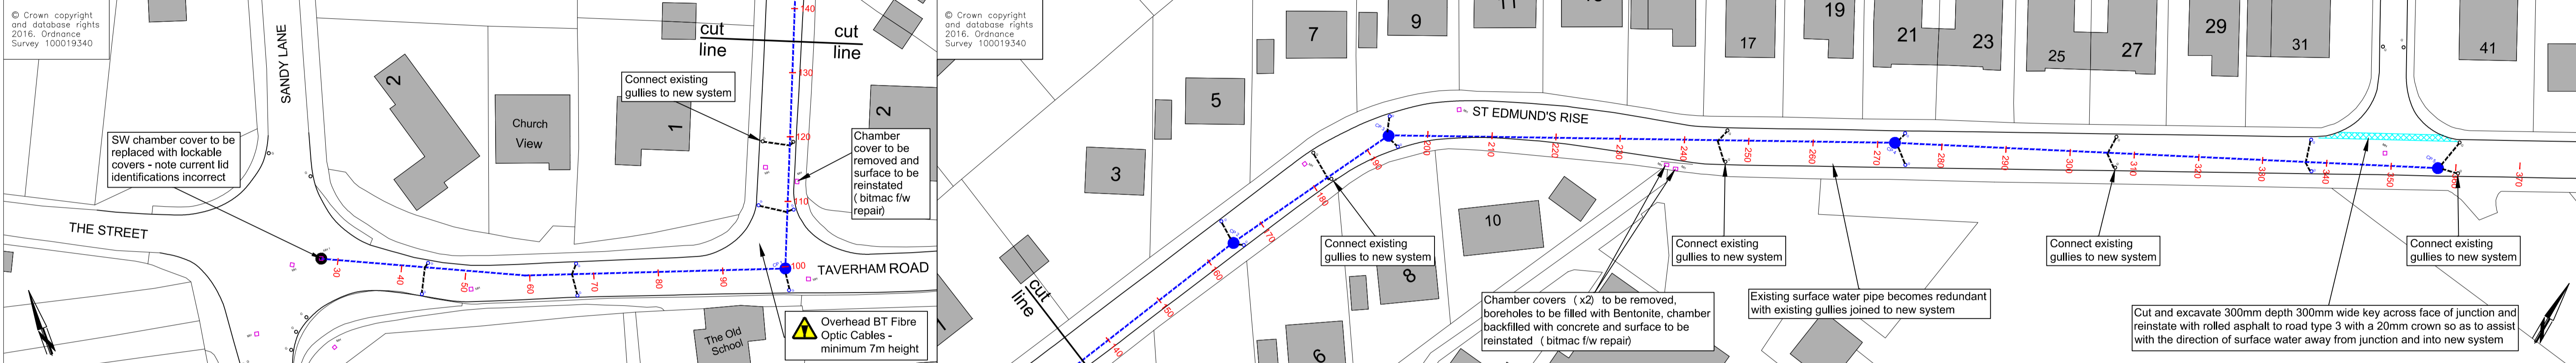 © Crown copyright
and database rights
2016. Ordnance
Survey 100019340
SANDY LANE
2
Church
View
1
2
cut
line
cut
line
Connect existing
gullies to new system
SW chamber cover to be
replaced with lockable
covers - note current lid
identifications incorrect
Chamber
cover to be
removed and
surface to be
reinstated
( bitmac f/w
repair)
THE STREET
TAVERHAM ROAD
30
40
50
60
70
80
90
100
110
120
130
140
The Old
School
Overhead BT Fibre
Optic Cables -
minimum 7m height
© Crown copyright
and database rights
2016. Ordnance
Survey 100019340
7
9
11
17
19
21
23
25
27
29
31
41
5
3
10
8
6
ST EDMUND'S RISE
cut
line
140
150
160
170
180
190
200
210
220
230
240
250
260
270
280
290
300
310
320
330
340
350
360
370
Connect existing
gullies to new system
Connect existing
gullies to new system
Connect existing
gullies to new system
Connect existing
gullies to new system
Chamber covers ( x2) to be removed,
boreholes to be filled with Bentonite, chamber
backfilled with concrete and surface to be
reinstated ( bitmac f/w repair)
Existing surface water pipe becomes redundant
with existing gullies joined to new system
Cut and excavate 300mm depth 300mm wide key across face of junction and
reinstate with rolled asphalt to road type 3 with a 20mm crown so as to assist
with the direction of surface water away from junction and into new system